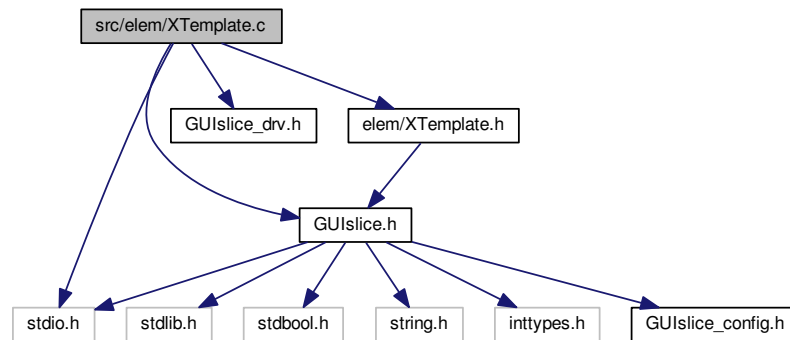 src/elem/XTemplate.c
GUIslice_drv.h
elem/XTemplate.h
GUIslice.h
stdio.h
stdlib.h
stdbool.h
string.h
inttypes.h
GUIslice_config.h